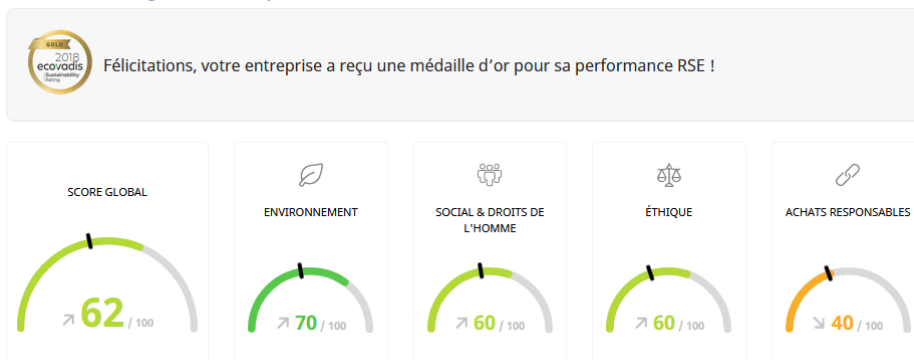 GOLD
2018
ecovadis
Sustainability
Rating
Félicitations, votre entreprise a reçu une médaille d’or pour sa performance RSE !
SCORE GLOBAL
62 / 100
ENVIRONNEMENT
70 / 100
SOCIAL & DROITS DE
L'HOMME
60 / 100
ÉTHIQUE
60 / 100
ACHATS RESPONSABLES
40 / 100